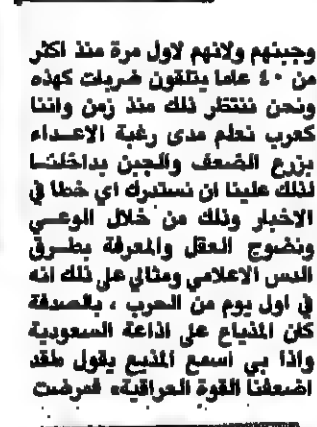 وجبنهم ولانهم لاول مرة منذ اكثر
من ٤٠ عاما يتلقون ضربات كهذه
ونحن ننتظر ذلك منذ زمن واننا
كعرب نعلم مدى رغبة الاعداء
بزرع الضعف والجبن بداخلنا
لذلك علينا ان نستدرك اي خطا في
الاخبار وذلك من خلال الوعي
ونضوج العقل والمعرفة بطرق
الدس الاعلامي ومثالي على ذلك انه
في اول يوم من الحرب ، بالصدفة
كان المذياع على اذاعة السعودية
واذا بي اسمع المذيع يقول «لقد
اضعفنا القوة العراقية» فمرضت